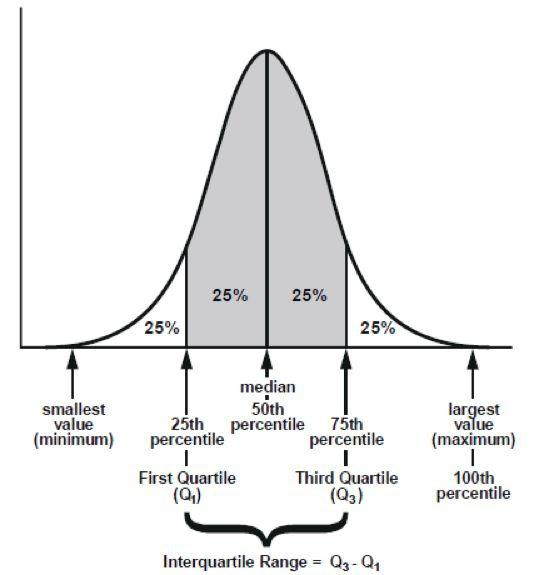 25%
25%
25%
25%
smallest
value
(minimum)
25th
percentile
First Quartile
(Q1)
median
50th
percentile
75th
percentile
Third Quartile
(Q3)
largest
value
(maximum)
100th
percentile
Interquartile Range = Q3 - Q1